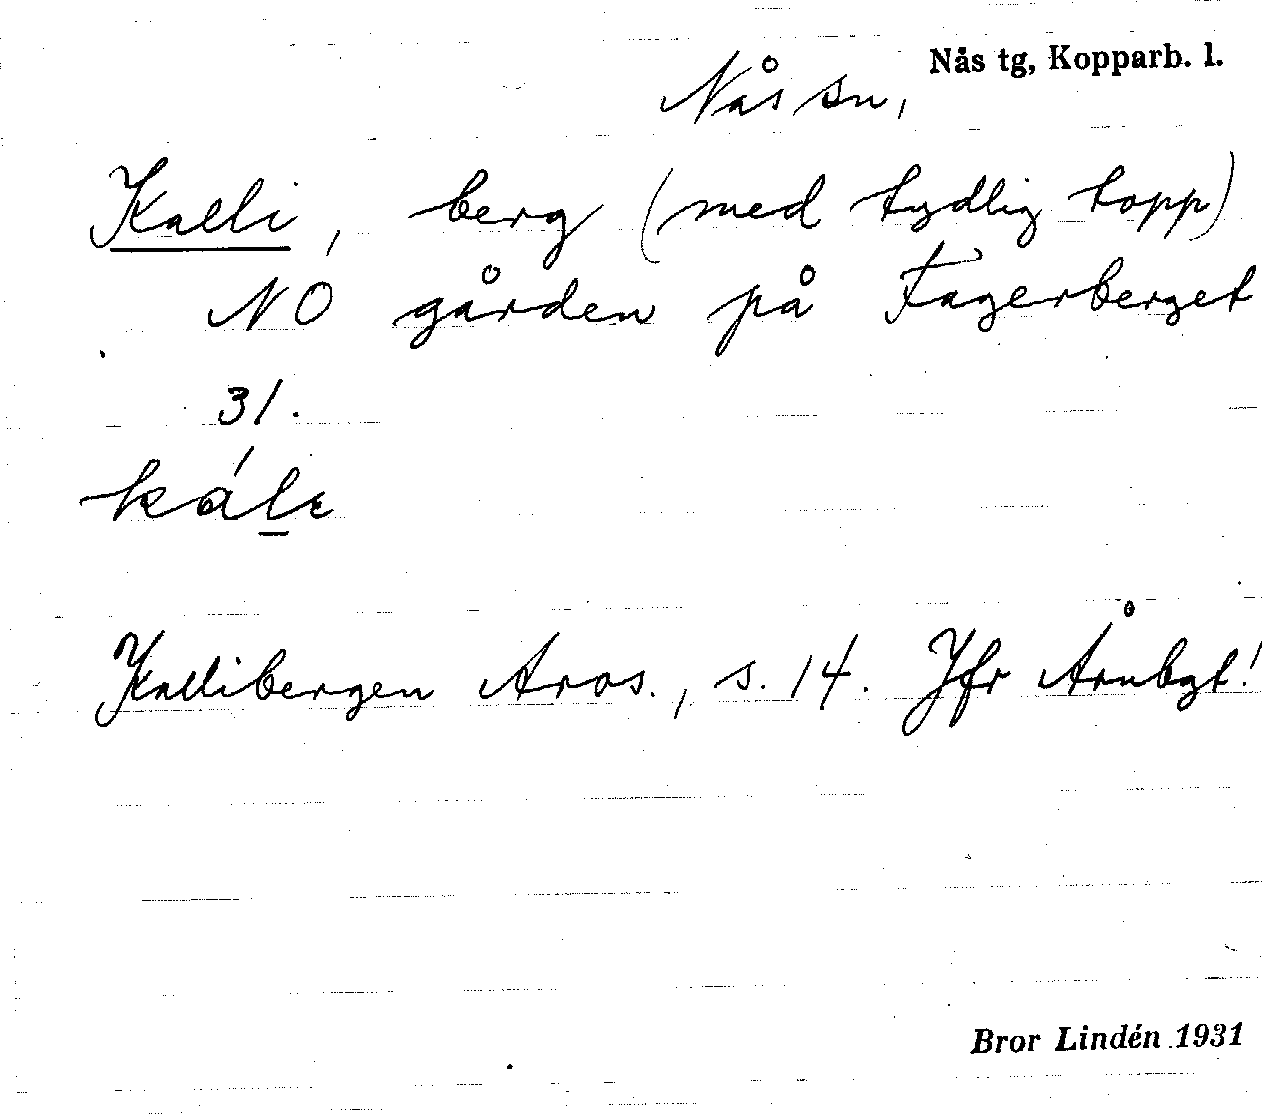 Nås tg, Kopparb. l.
Nås sn,
Kalli, berg (med tydlig topp)
NO gården på Fagerberget
31.
Kallibergen Aros., s. 14. Jfr Årnbgt!
Bror Lindén 1931